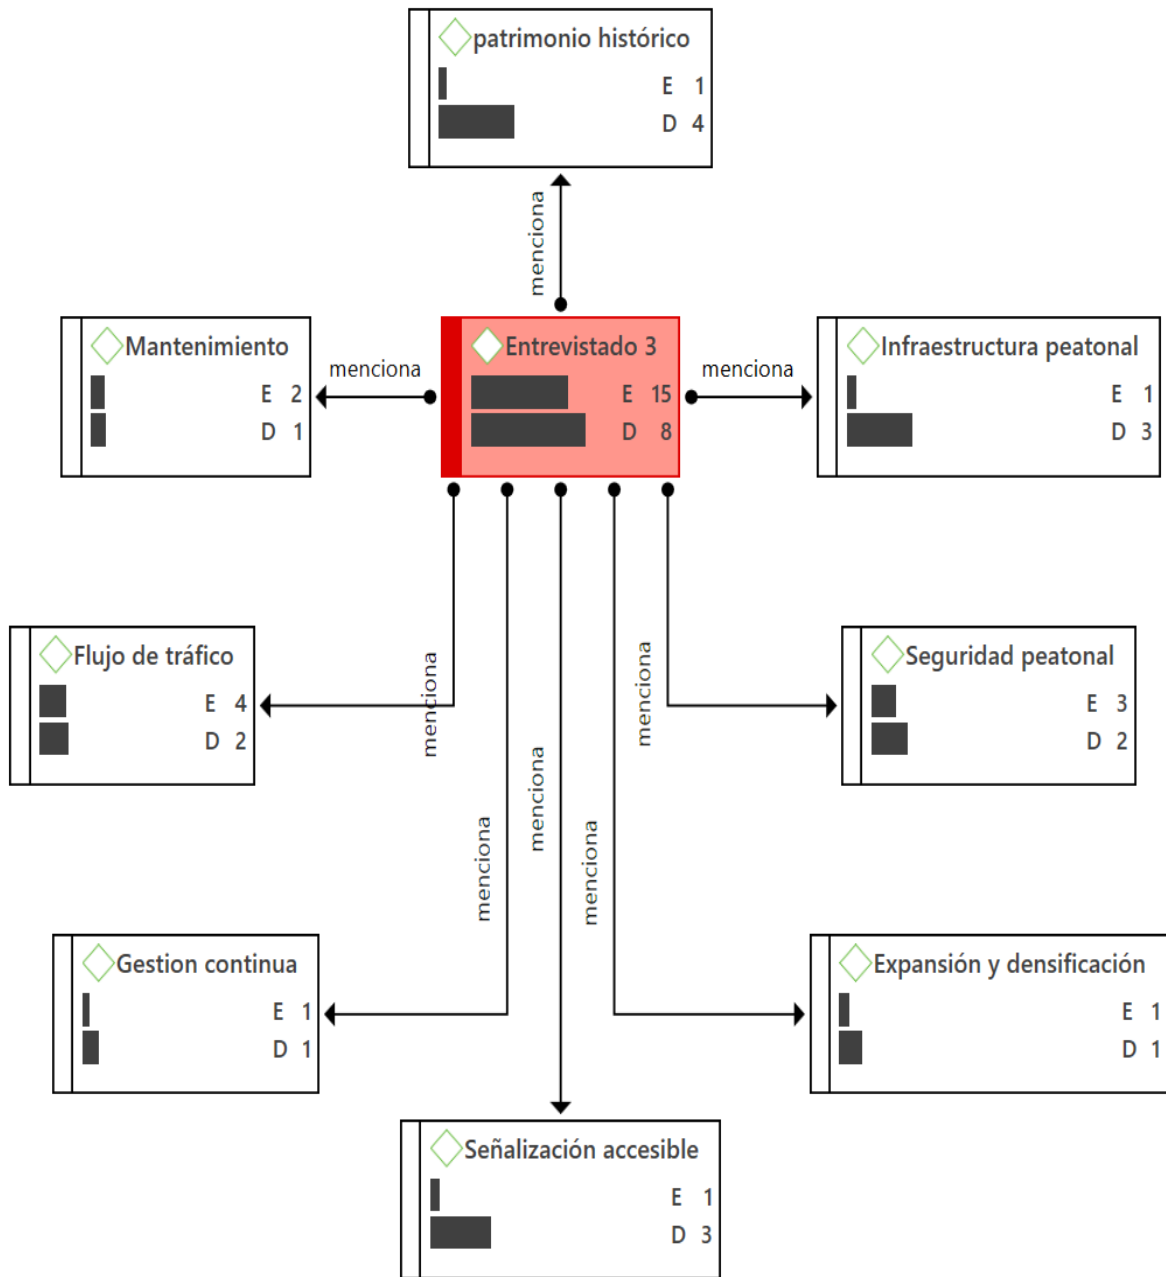 patrimonio histórico
E 1
D 4
menciona
Mantenimiento
E 2
D 1
menciona
Entrevistado 3
E 15
D 8
menciona
Infraestructura peatonal
E 1
D 3
Flujo de tráfico
E 4
D 2
menciona
menciona
Seguridad peatonal
E 3
D 2
menciona
menciona
menciona
Gestion continua
E 1
D 1
Expansión y densificación
E 1
D 1
Señalización accesible
E 1
D 3